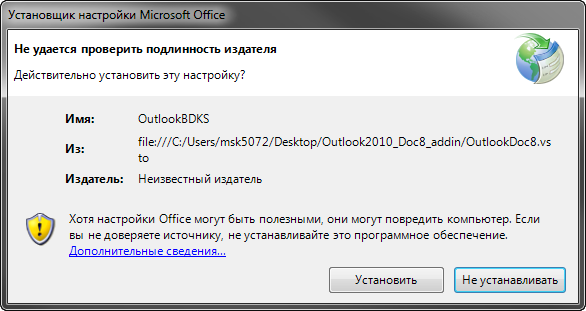 Установщик настройки Microsoft Office
Не удается проверить подлинность издателя
Действительно установить эту настройку?
Имя: OutlookBDKS
Из: file:///C:/Users/msk5072/Desktop/Outlook2010_Doc8_addin/OutlookDoc8.vs
to
Издатель: Неизвестный издатель
Хотя настройки Office могут быть полезными, они могут повредить компьютер. Если
вы не доверяете источнику, не устанавливайте это программное обеспечение.
Дополнительные сведения...
Установить Не устанавливать